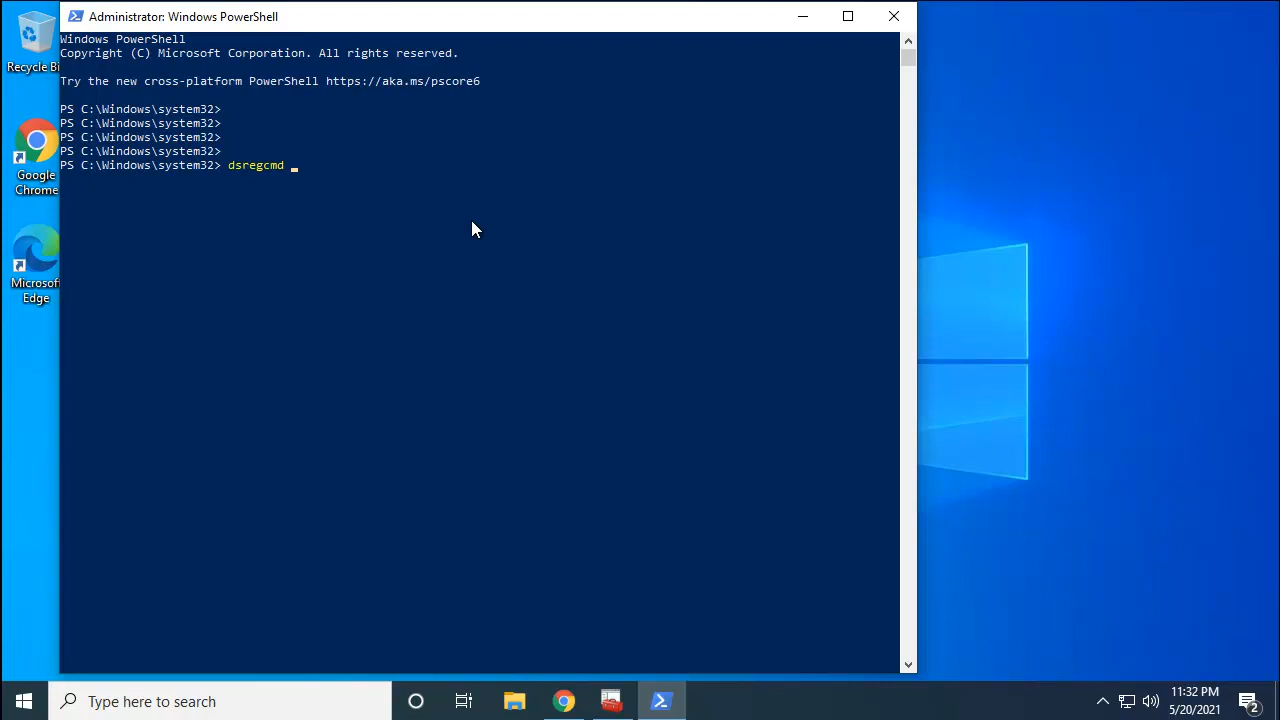 Administrator: Windows PowerShell
Windows PowerShell
Copyright (C) Microsoft Corporation. All rights reserved.
Try the new cross-platform PowerShell https://aka.ms/pscore6
PS C:\Windows\system32>
PS C:\Windows\system32>
PS C:\Windows\system32>
PS C:\Windows\system32>
PS C:\Windows\system32> dsregcmd
Recycle Bi
Google
Chrome
Microsof
Edge
Type here to search
11:32 PM
5/20/2021
2